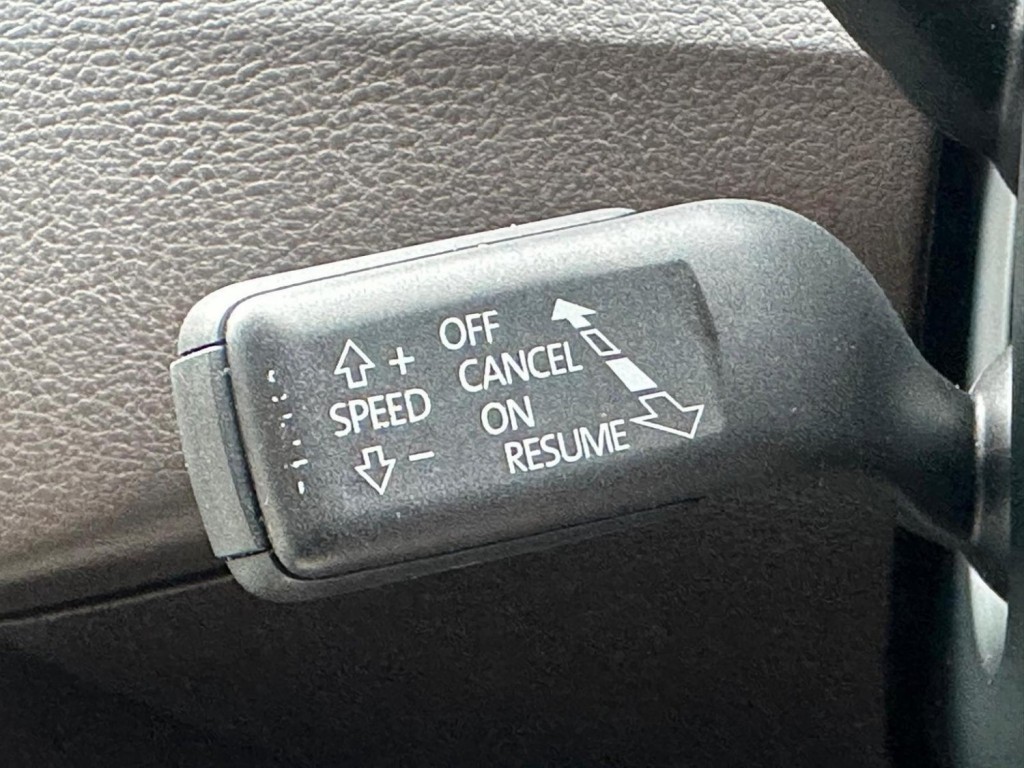 OFF
+
CANCEL
SPEED
ON
−
RESUME